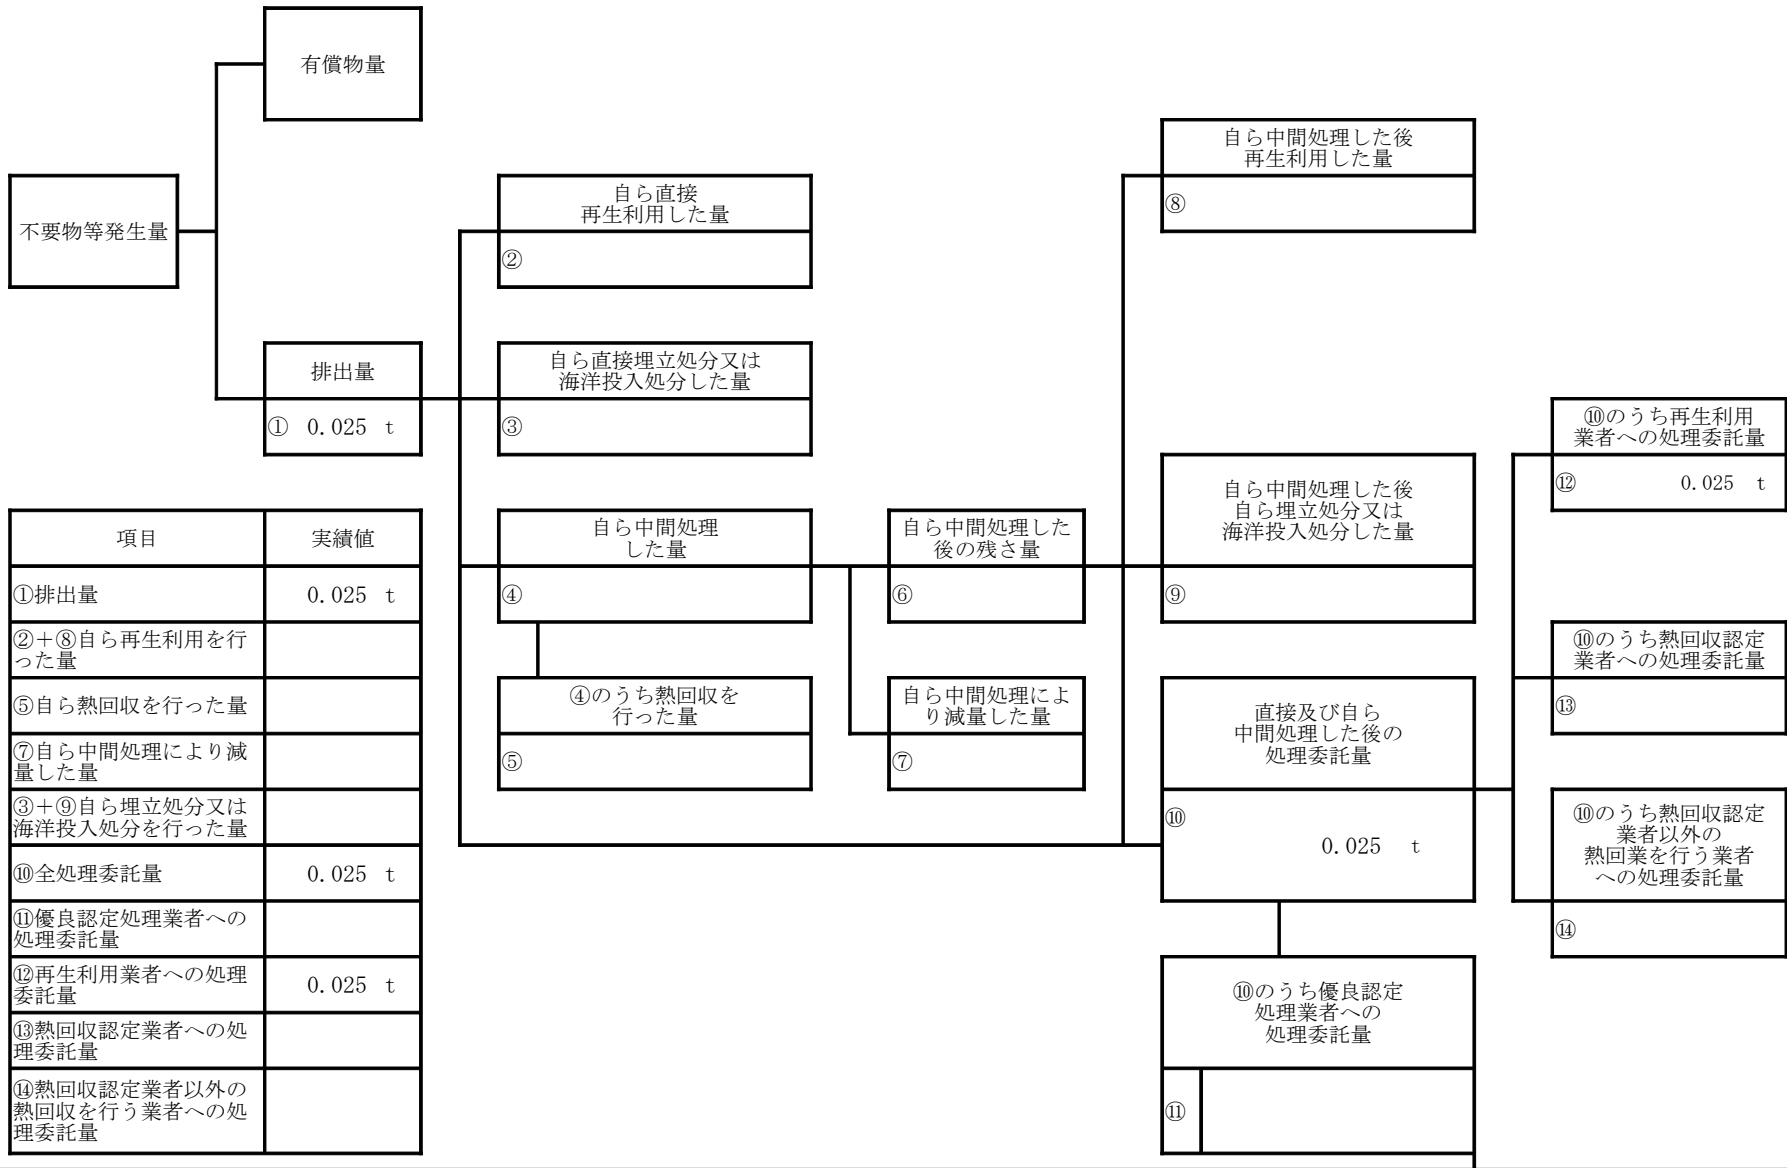 有償物量
不要物等発生量
排出量
① 0.025 t
自ら直接
再生利用した量
②
自ら直接埋立処分又は
海洋投入処分した量
③
自ら中間処理
した量
④
④のうち熱回収を
行った量
⑤
自ら中間処理した
後の残さ量
⑥
自ら中間処理によ
り減量した量
⑦
自ら中間処理した後
再生利用した量
⑧
自ら中間処理した後
自ら埋立処分又は
海洋投入処分した量
⑨
直接及び自ら
中間処理した後の
処理委託量
⑩
0.025 t
⑩のうち優良認定
処理業者への
処理委託量
⑪
⑩のうち再生利用
業者への処理委託量
⑫ 0.025 t
⑩のうち熱回収認定
業者への処理委託量
⑬
⑩のうち熱回収認定
業者以外の
熱回業を行う業者
への処理委託量
⑭
項目 実績値
①排出量 0.025 t
②＋⑧自ら再生利用を行
った量
⑤自ら熱回収を行った量
⑦自ら中間処理により減
量した量
③＋⑨自ら埋立処分又は
海洋投入処分を行った量
⑩全処理委託量 0.025 t
⑪優良認定処理業者への
処理委託量
⑫再生利用業者への処理
委託量 0.025 t
⑬熱回収認定業者への処
理委託量
⑭熱回収認定業者以外の
熱回収を行う業者への処
理委託量